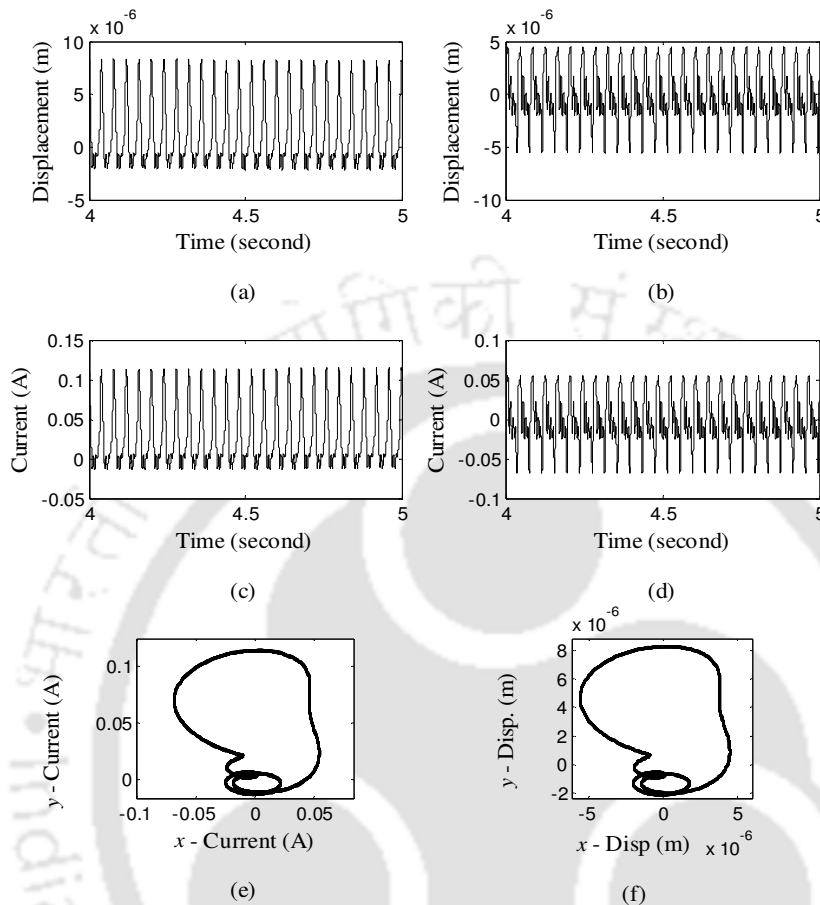 x 10 -6
10
5
0
-5
Displacement (m)
4
4.5
5
Time (second)
(a)
x 10 -6
5
0
-5
-10
Displacement (m)
4
4.5
5
Time (second)
(b)
0.15
0.1
0.05
0
-0.05
Current (A)
4
4.5
5
Time (second)
(c)
0.1
0.05
0
-0.05
-0.1
Current (A)
4
4.5
5
Time (second)
(d)
0.1
0.05
0
y - Current (A)
-0.1
-0.05
0
0.05
x - Current (A)
(e)
x 10 -6
8
6
4
2
0
-2
y - Disp. (m)
-5
0
5
x - Disp (m) x 10 -6
(f)